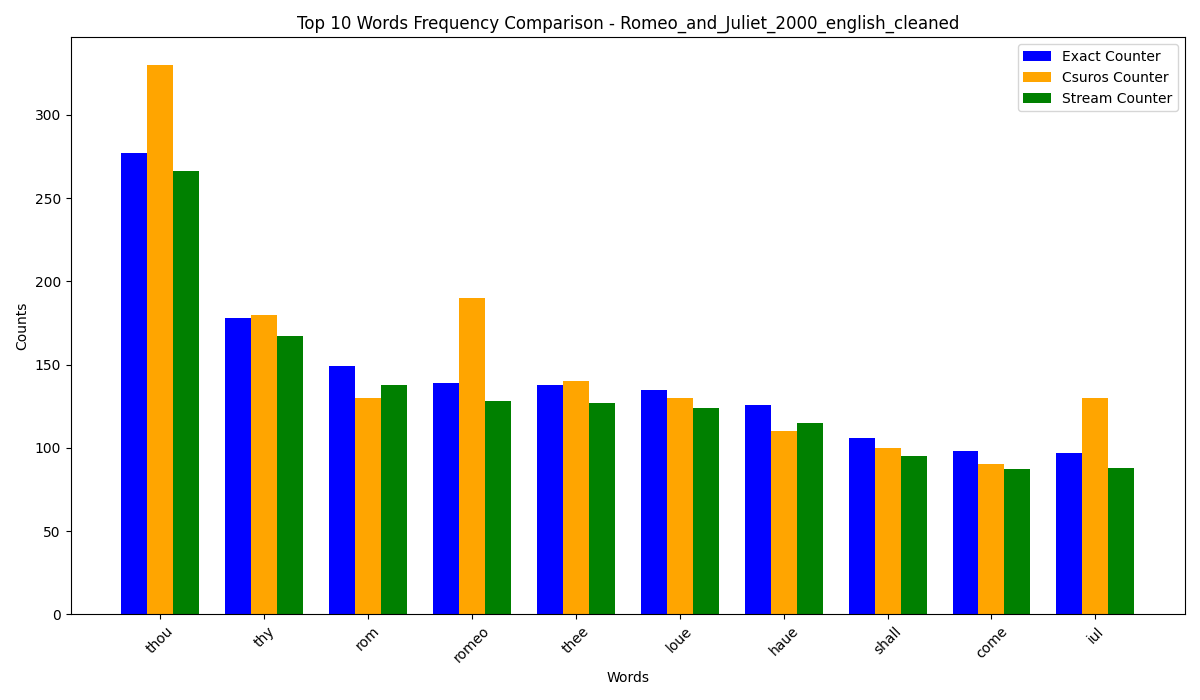 Top 10 Words Frequency Comparison - Romeo_and_Juliet_2000_english_cleaned
Exact Counter
Csuros Counter
Stream Counter
Counts
300
250
200
150
100
50
0
thou
thy
rom
romeo
thee
loue
haue
shall
come
iul
Words